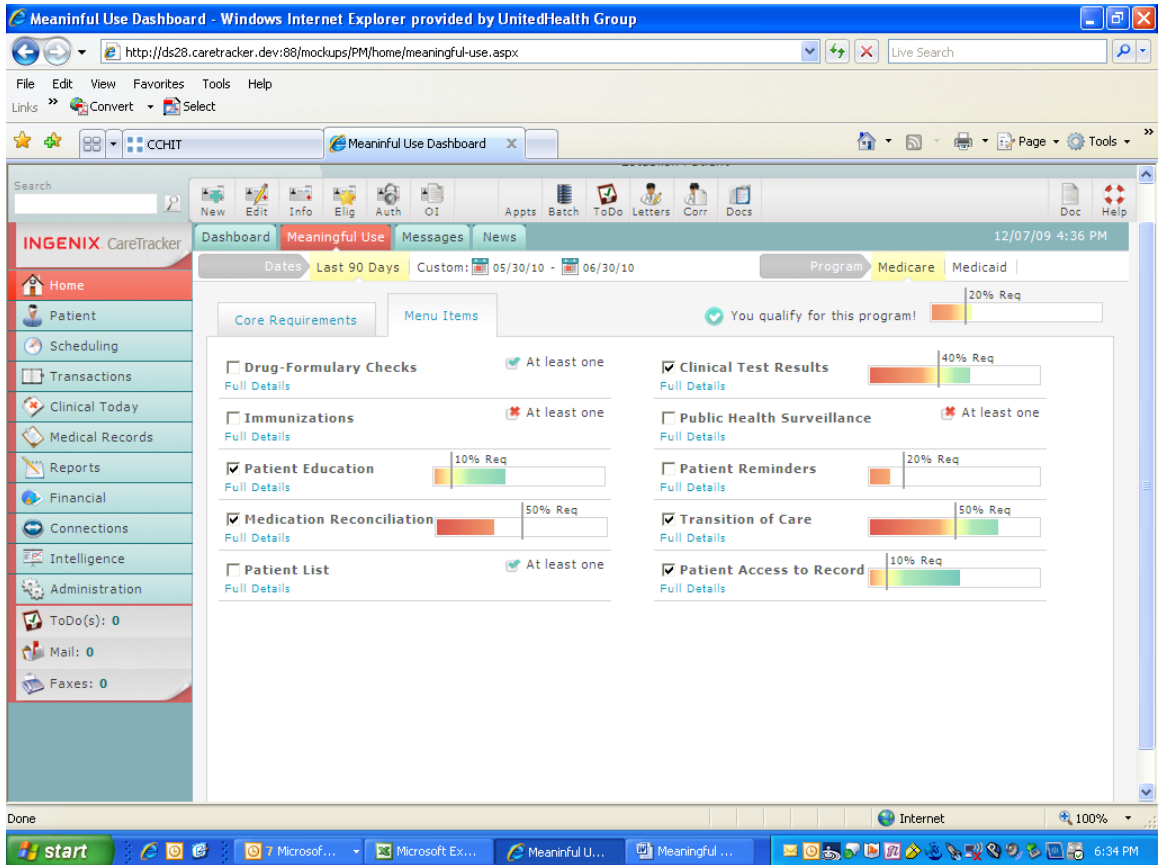 Meaninful Use Dashboard - Windows Internet Explorer provided by UnitedHealth Group
http://ds28.caretracker.dev:88/mockups/PM/home/meaningful-use.aspx
Live Search
File Edit View Favorites Tools Help
Links » Convert Select
CCHIT Meaninful Use Dashboard X Page Tools »
Search
New Edit Info Elig Auth OI Appts Batch ToDo Letters Corr Docs Doc Help
INGENIX CareTracker
Dashboard Meaningful Use Messages News 12/07/09 4:36 PM
Dates Last 90 Days Custom: 05/30/10 - 06/30/10 Program Medicare Medicaid
Home
Patient
Scheduling
Transactions
Clinical Today
Medical Records
Reports
Financial
Connections
Intelligence
Administration
ToDo(s): 0
Mail: 0
Faxes: 0
Core Requirements Menu Items You qualify for this program! 20% Req
Drug-Formulary Checks At least one
Full Details
Immunizations At least one
Full Details
Patient Education 10% Req
Full Details
Medication Reconciliation 50% Req
Full Details
Patient List At least one
Full Details
Clinical Test Results 40% Req
Full Details
Public Health Surveillance At least one
Full Details
Patient Reminders 20% Req
Full Details
Transition of Care 50% Req
Full Details
Patient Access to Record 10% Req
Full Details
Done Internet 100%
start 7 Microsof... Microsoft Ex... Meaninful U... Meaningful ... 6:34 PM